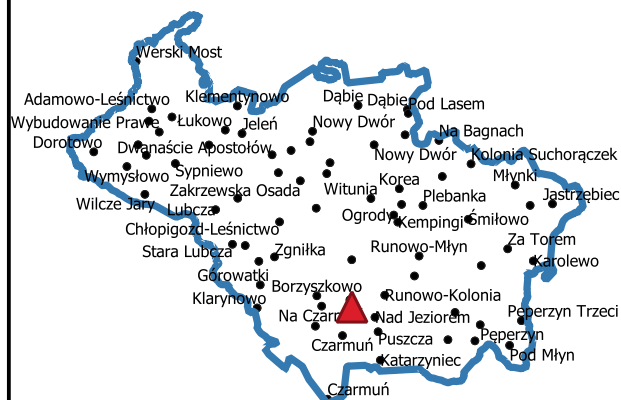 Werski Most
Adamowo-Leśnictwo
Klementynowo
Dąbie
Dąbie
Pod Lasem
Wybudowanie Prawe
Łukowo
Jeleń
Nowy Dwór
Na Bagnach
Dorotowo
Dwanaście Apostołów
Nowy Dwór
Kolonia Suchorączek
Wymysłowo
Sypniewo
Korea
Młynki
Zakrzewska Osada
Witunia
Plebanka
Jastrzębiec
Wilcze Jary
Lubcza
Ogrody
Kempingi
Śmiłowo
Chłopigozd-Leśnictwo
Stara Lubcza
Zgniłka
Runowo-Młyn
Za Torem
Karolewo
Górowatki
Borzyszkowo
Klarynowo
Runowo-Kolonia
Na Czarn
Nad Jeziorem
Pęperzyn Trzeci
Czarmuń
Puszcza
Pęperzyn
Katarzyniec
Pod Młyn
Czarmuń